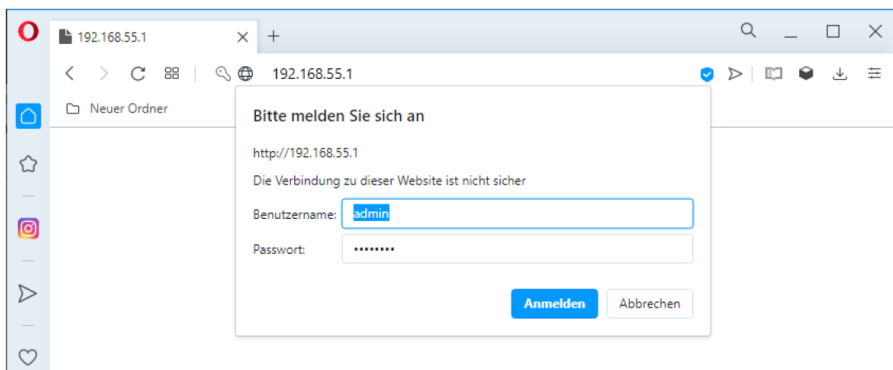 192.168.55.1
192.168.55.1
Neuer Ordner
Bitte melden Sie sich an
http://192.168.55.1
Die Verbindung zu dieser Website ist nicht sicher
Benutzername: admin
Passwort: ••••••••
Anmelden Abbrechen